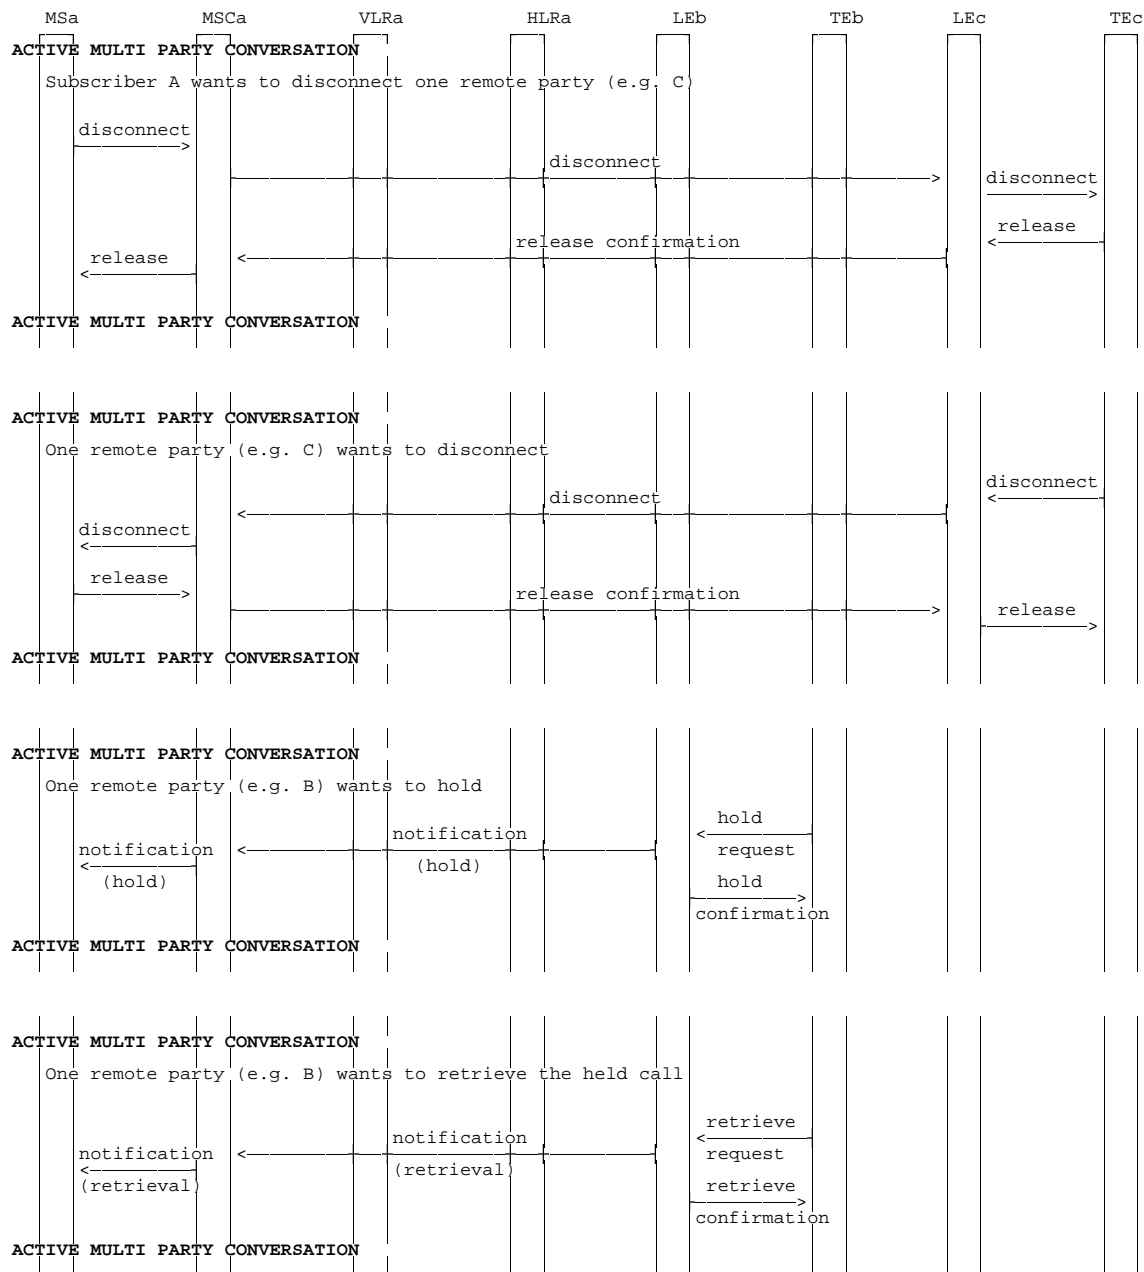 MSa MSCa VLRa HLRa LEb TEb LEc TEc
ACTIVE MULTI PARTY CONVERSATION
Subscriber A wants to disconnect one remote party (e.g. C)
disconnect
disconnect
disconnect
release
release confirmation
release
ACTIVE MULTI PARTY CONVERSATION
ACTIVE MULTI PARTY CONVERSATION
One remote party (e.g. C) wants to disconnect
disconnect
disconnect
disconnect
release
release confirmation
release
ACTIVE MULTI PARTY CONVERSATION
ACTIVE MULTI PARTY CONVERSATION
One remote party (e.g. B) wants to hold
hold
notification
notification
request
(hold)
(hold)
hold
confirmation
ACTIVE MULTI PARTY CONVERSATION
ACTIVE MULTI PARTY CONVERSATION
One remote party (e.g. B) wants to retrieve the held call
retrieve
notification
notification
request
(retrieval)
(retrieval)
retrieve
confirmation
ACTIVE MULTI PARTY CONVERSATION